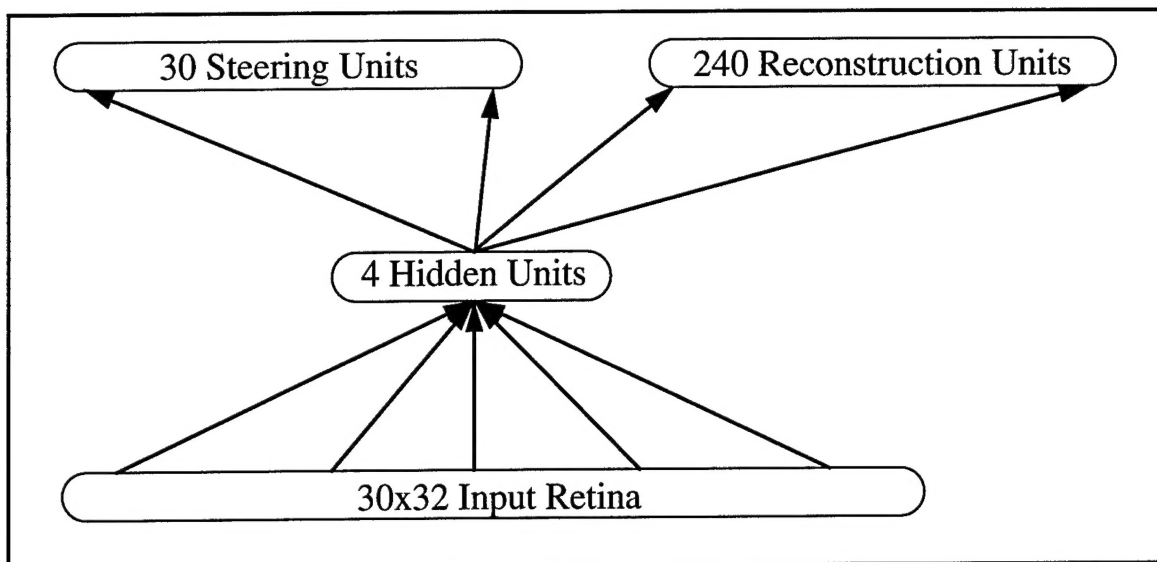 30 Steering Units
240 Reconstruction Units
4 Hidden Units
30x32 Input Retina